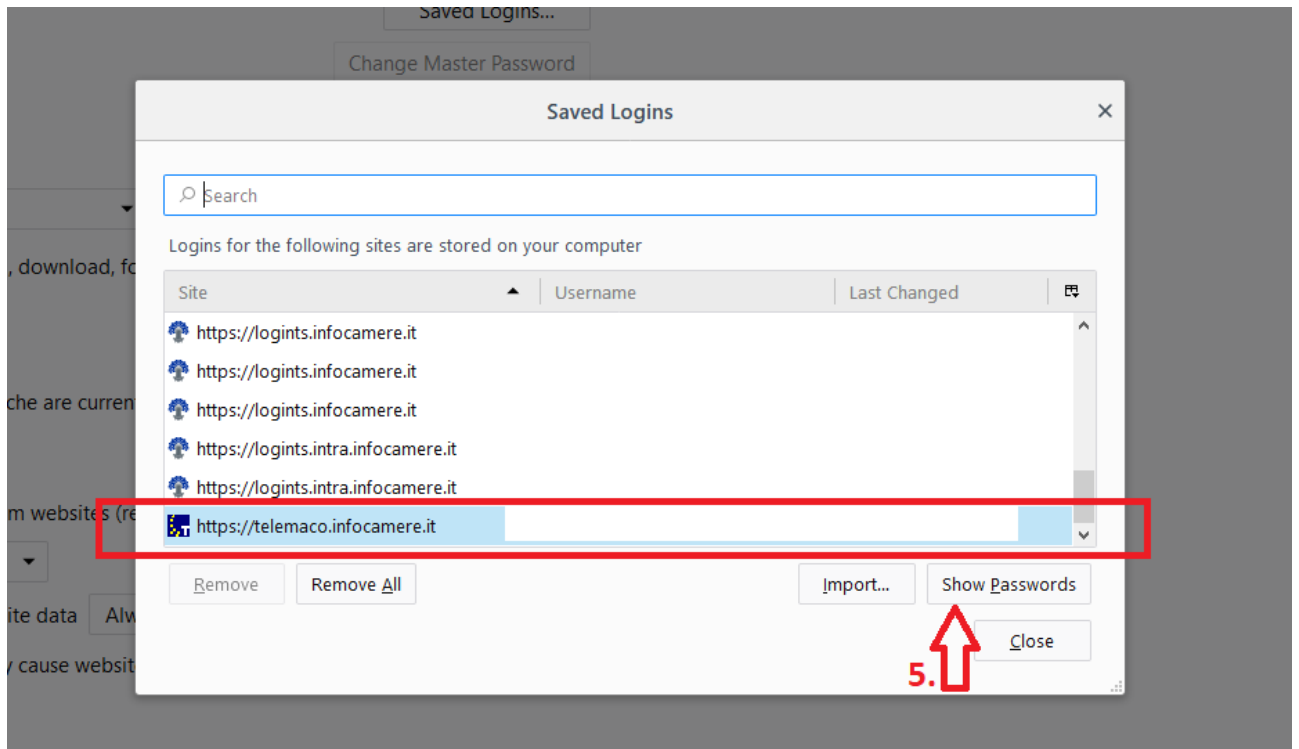 Saved Logins...
Change Master Password
Saved Logins
Search
Logins for the following sites are stored on your computer
, download, fo
Site Username Last Changed
https://logints.infocamere.it
https://logints.infocamere.it
che are curren
https://logints.infocamere.it
https://logints.intra.infocamere.it
https://logints.intra.infocamere.it
m websites (re
https://telemaco.infocamere.it
Remove Remove All Import... Show Passwords
ite data Alw
Close
y cause websit
5.